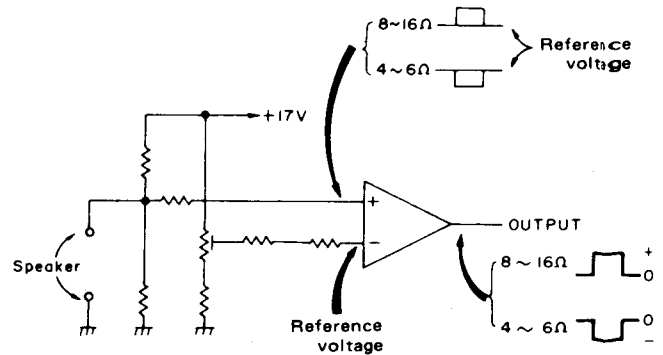 8~16Ω
Reference
voltage
4~6Ω
+17V
+
−
OUTPUT
Speaker
8~16Ω
+
0
4~6Ω
0
−
Reference
voltage